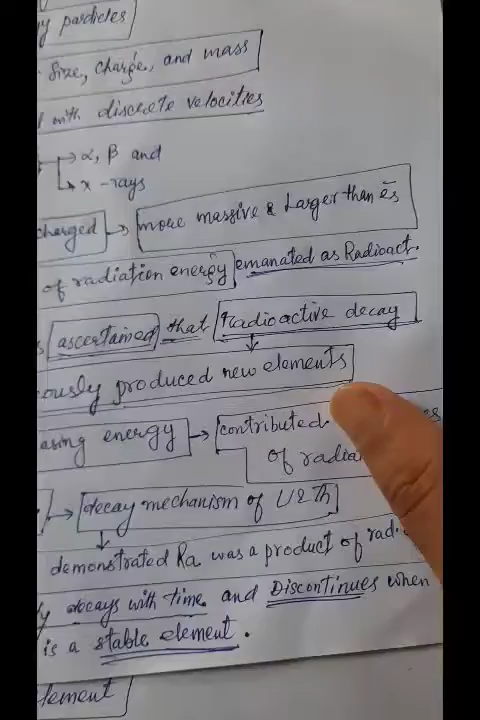 particles
Size, charge, and mass
with discrete velocities
→ α, β and
↳ x-rays
charged → more massive & Larger than ēs
of radiation energy emanated as Radioact.
ascertained that Radioactive decay
ously produced new elements
asing energy → contributed
of radia
→ decay mechanism of U & Th
demonstrated Ra was a product of rad.
decays with time and Discontinues when
is a stable element.
lement